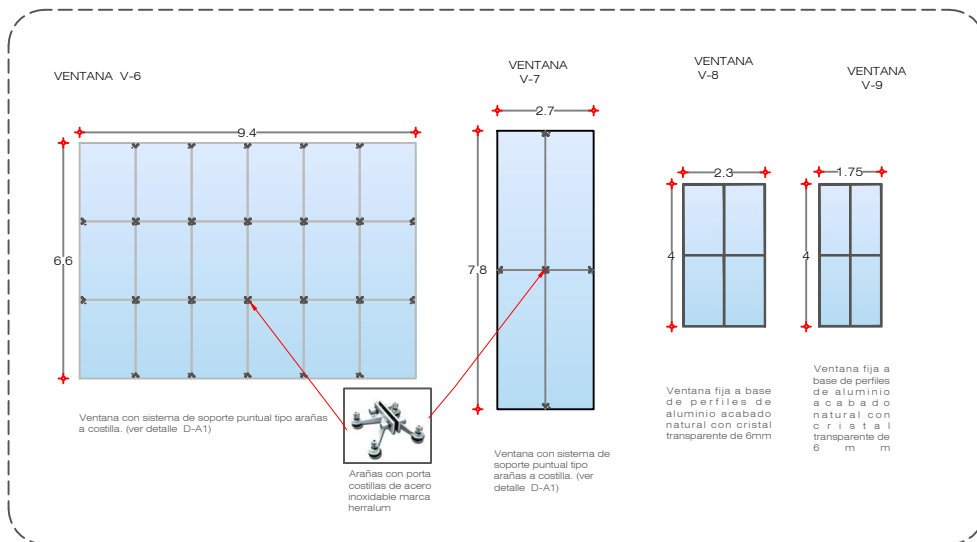 VENTANA V-6
9.4
6.6
Ventana con sistema de soporte puntual tipo arañas
a costilla. (ver detalle D-A1)
Arañas con porta
costillas de acero
inoxidable marca
herralum
VENTANA
V-7
2.7
7.8
Ventana con sistema de
soporte puntual tipo
arañas a costilla. (ver
detalle D-A1)
VENTANA
V-8
2.3
4
Ventana fija a base
de perfiles de
aluminio acabado
natural con cristal
transparente de 6mm
VENTANA
V-9
1.75
4
Ventana fija a
base de perfiles
de aluminio
acabado
natural con
cristal
transparente de
6 m m